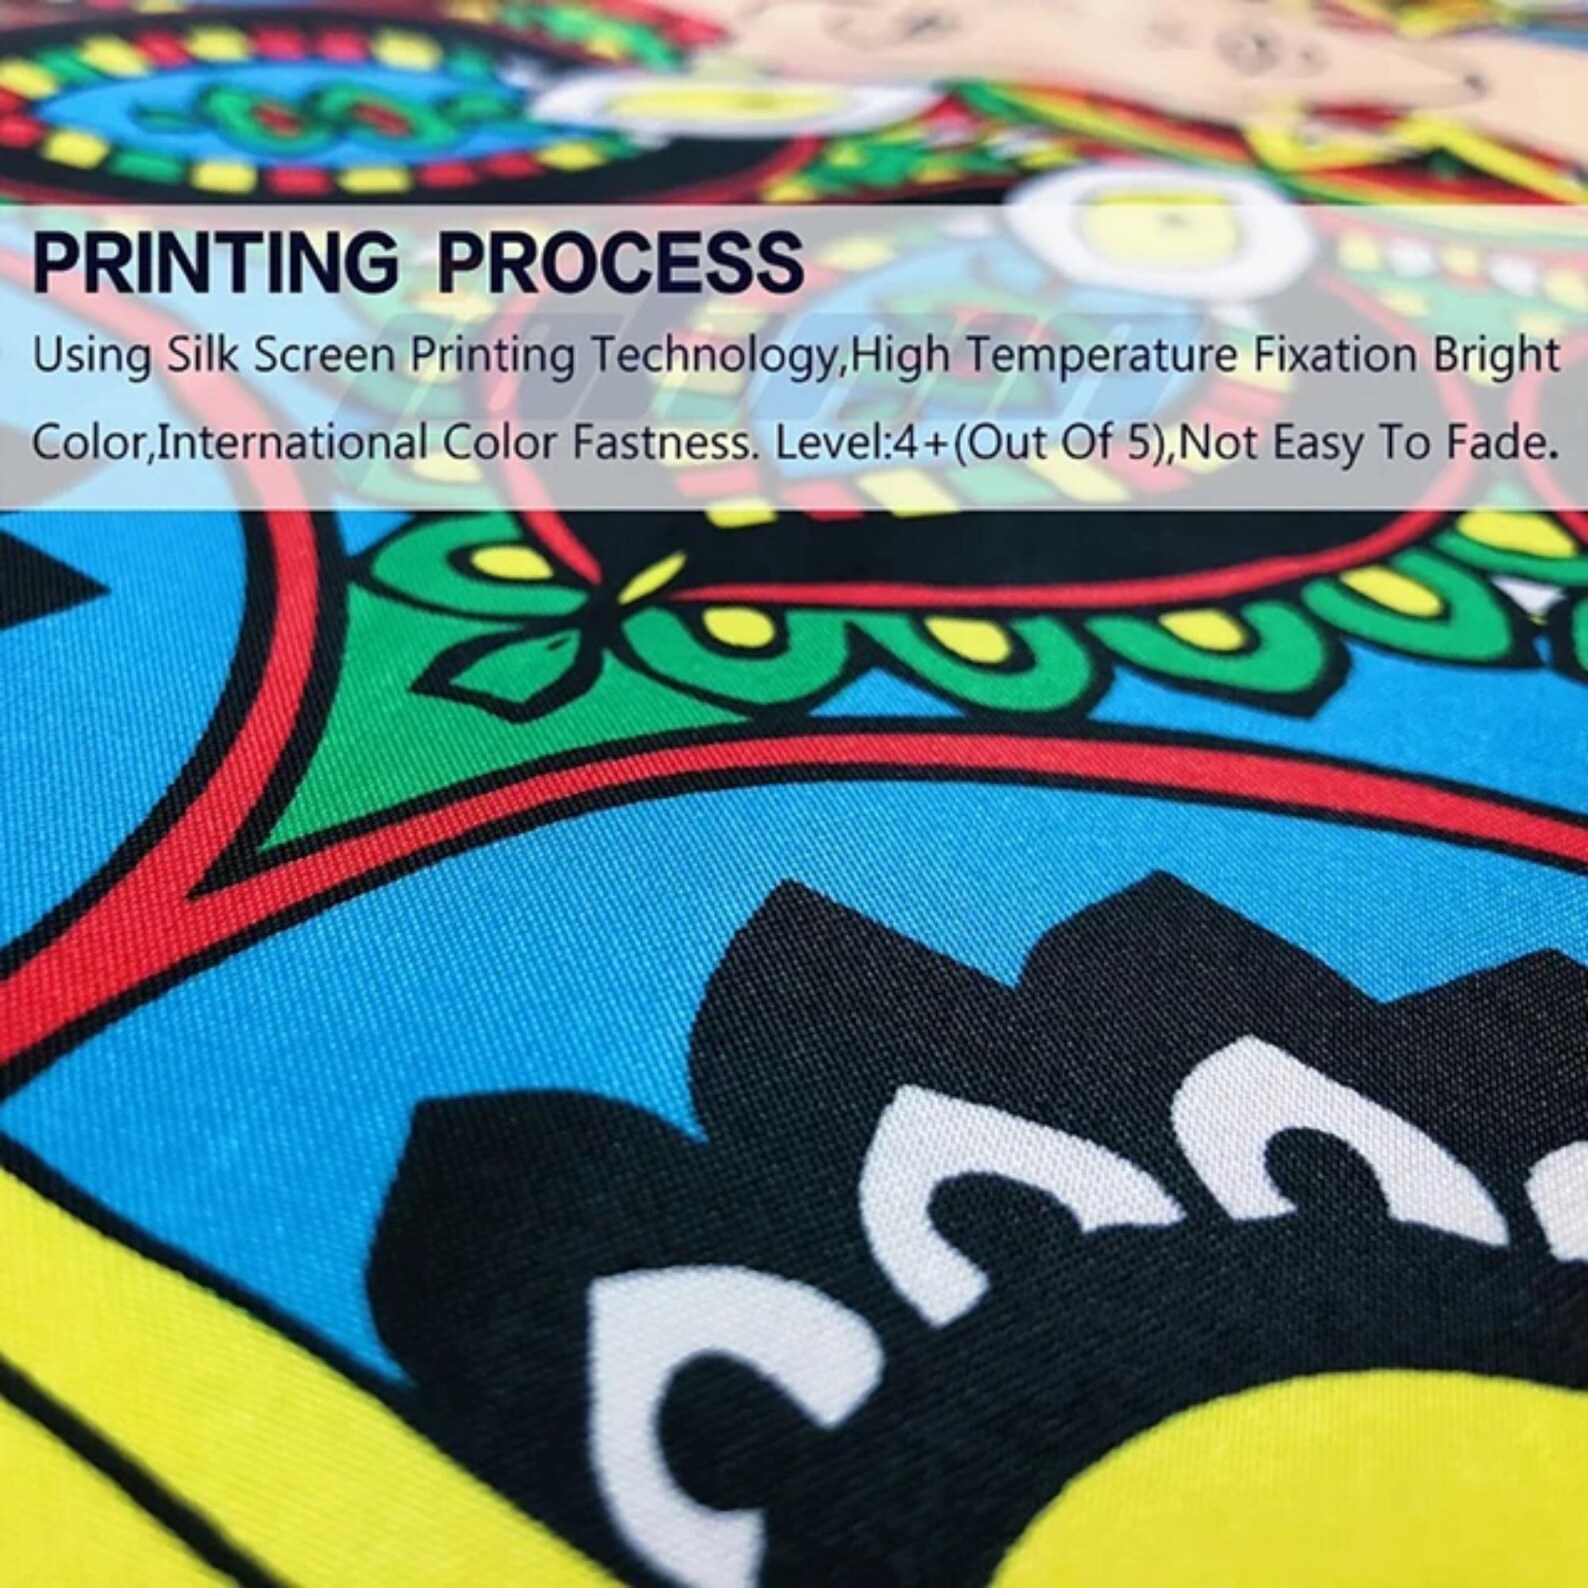 PRINTING PROCESS
Using Silk Screen Printing Technology,High Temperature Fixation Bright
Color,International Color Fastness. Level:4+(Out Of 5),Not Easy To Fade.